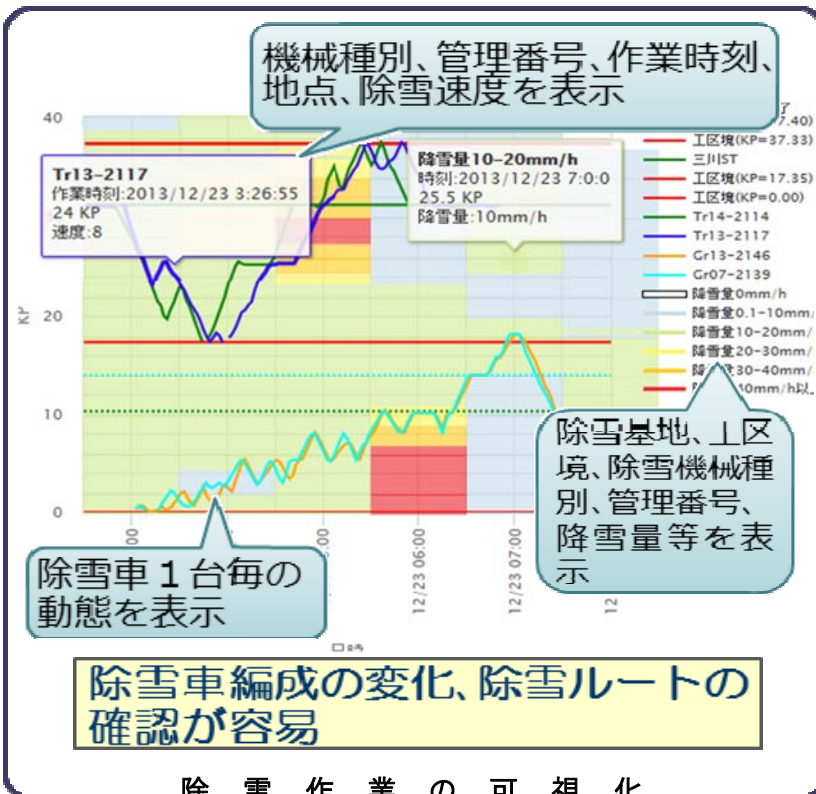 機械種別、管理番号、作業時刻、
地点、除雪速度を表示
40
20
10
0
KP
Tr13-2117
作業時刻:2013/12/23 3:26:55
24 KP
速度:8
降雪量10-20mm/h
時刻:2013/12/23 7:0:0
25.5 KP
降雪量:10mm/h
7.40)
工区境(KP=37.33)
三川ST
工区境(KP=17.35)
工区境(KP=0.00)
Tr14-2114
Tr13-2117
Gr13-2146
Gr07-2139
降雪量0mm/h
降雪量0.1-10mm/
降雪量10-20mm/
降雪量20-30mm/
降雪量30-40mm/
除雪基地、工区
境、除雪機械種
別、管理番号、
降雪量等を表
示
除雪車1台毎の
動態を表示
:00
12/23 06:00
12/23 07:00
12
除雪車編成の変化、除雪ルートの
確認が容易
除雪作業の可視化